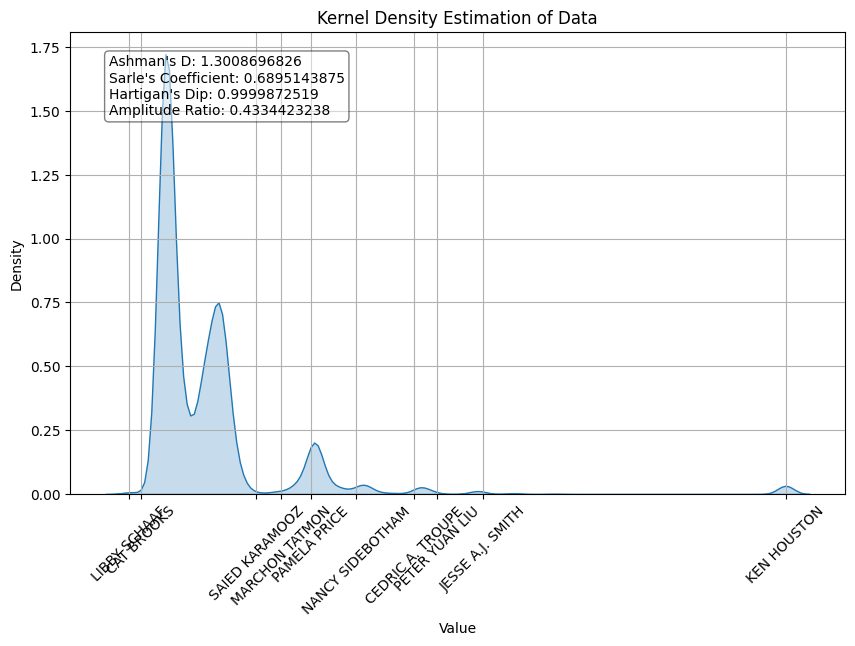 Kernel Density Estimation of Data
Ashman's D: 1.3008696826
Sarle's Coefficient: 0.6895143875
Hartigan's Dip: 0.9999872519
Amplitude Ratio: 0.4334423238
Density
1.75
1.50
1.25
1.00
0.75
0.50
0.25
0.00
LIBBY SCHAAF
CAT BROOKS
SAIED KARAMOOZ
MARCHON TATMON
PAMELA PRICE
NANCY SIDEBOTHAM
CEDRIC A. TROUPE
PETER YUAN LIU
JESSE A.J. SMITH
KEN HOUSTON
Value